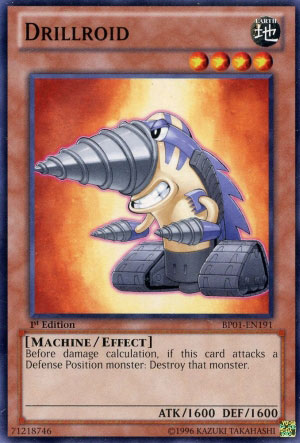 DRILLROID
EARTH
地
1st Edition
BP01-EN191
[MACHINE/EFFECT]
Before damage calculation, if this card attacks a
Defense Position monster: Destroy that monster.
ATK/1600 DEF/1600
71218746
©1996 KAZUKI TAKAHASHI